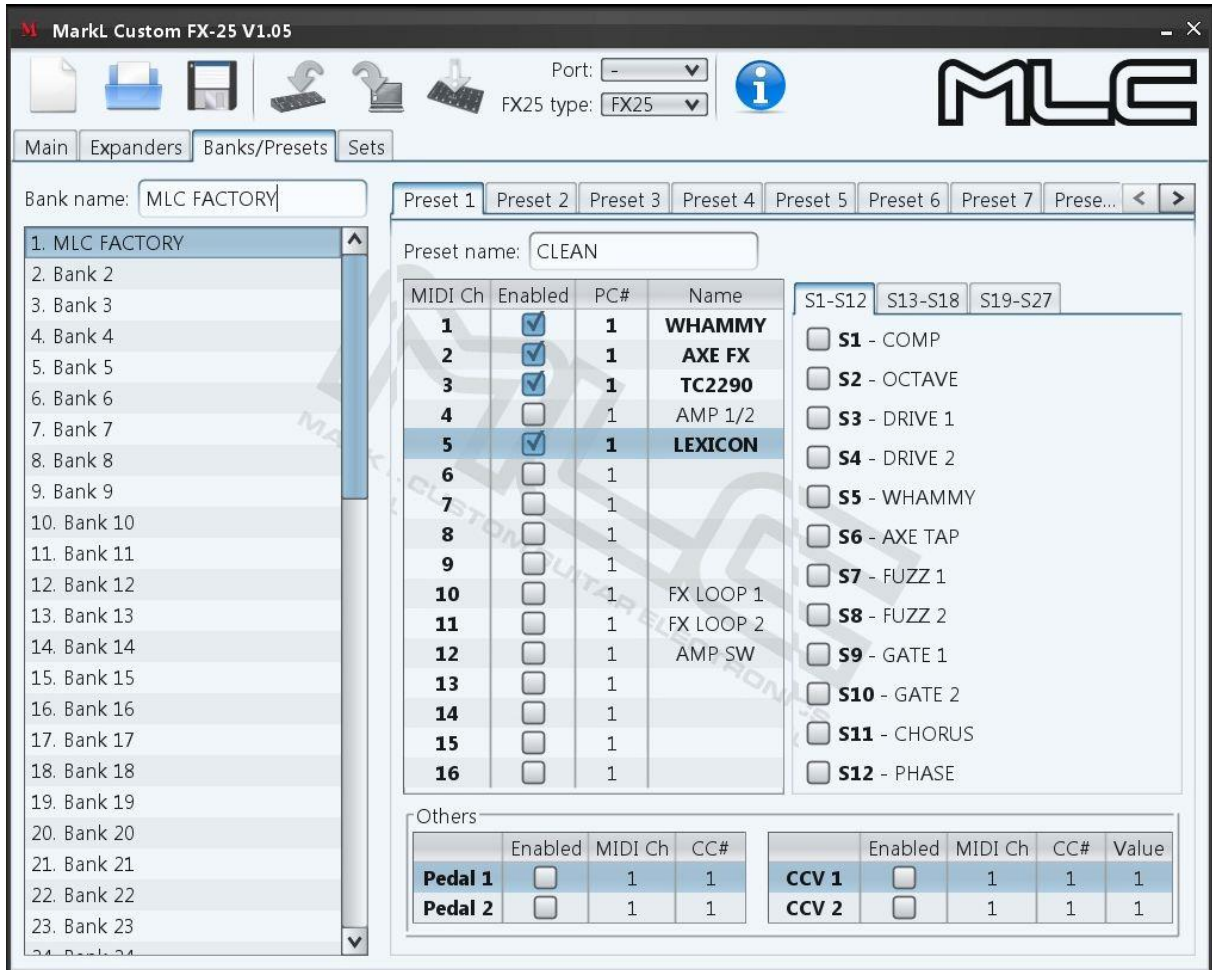 MarkL Custom FX-25 V1.05
Port: -
FX25 type: FX25
MLC
Main Expanders Banks/Presets Sets
Bank name: MLC FACTORY
1. MLC FACTORY
2. Bank 2
3. Bank 3
4. Bank 4
5. Bank 5
6. Bank 6
7. Bank 7
8. Bank 8
9. Bank 9
10. Bank 10
11. Bank 11
12. Bank 12
13. Bank 13
14. Bank 14
15. Bank 15
16. Bank 16
17. Bank 17
18. Bank 18
19. Bank 19
20. Bank 20
21. Bank 21
22. Bank 22
23. Bank 23
24. Bank 24
Preset 1 Preset 2 Preset 3 Preset 4 Preset 5 Preset 6 Preset 7 Prese... < >
Preset name: CLEAN
MIDI Ch Enabled PC# Name
1 1 WHAMMY
2 1 AXE FX
3 1 TC2290
4 1 AMP 1/2
5 1 LEXICON
6 1
7 1
8 1
9 1
10 1 FX LOOP 1
11 1 FX LOOP 2
12 1 AMP SW
13 1
14 1
15 1
16 1
MLC
S1-S12 S13-S18 S19-S27
S1 - COMP
S2 - OCTAVE
S3 - DRIVE 1
S4 - DRIVE 2
S5 - WHAMMY
S6 - AXE TAP
S7 - FUZZ 1
S8 - FUZZ 2
S9 - GATE 1
S10 - GATE 2
S11 - CHORUS
S12 - PHASE
Others
Enabled MIDI Ch CC#
Pedal 1 1 1
Pedal 2 1 1
Enabled MIDI Ch CC# Value
CCV 1 1 1 1
CCV 2 1 1 1